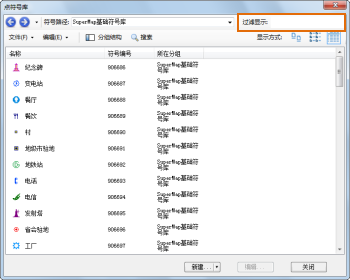 点符号库
符号路径: SuperMap基础符号库
过滤显示:
文件(F) 编辑(E) 分组结构 搜索 显示方式:
名称 符号编号 所在分组
纪念碑 906686 SuperMap基础符号库
变电站 906687 SuperMap基础符号库
餐厅 906688 SuperMap基础符号库
餐饮 906689 SuperMap基础符号库
村 906690 SuperMap基础符号库
地级市驻地 906691 SuperMap基础符号库
地铁站 906692 SuperMap基础符号库
电话 906693 SuperMap基础符号库
电信 906694 SuperMap基础符号库
发射塔 906695 SuperMap基础符号库
省会驻地 906696 SuperMap基础符号库
工厂 906697 SuperMap基础符号库
新建... 编辑... 关闭